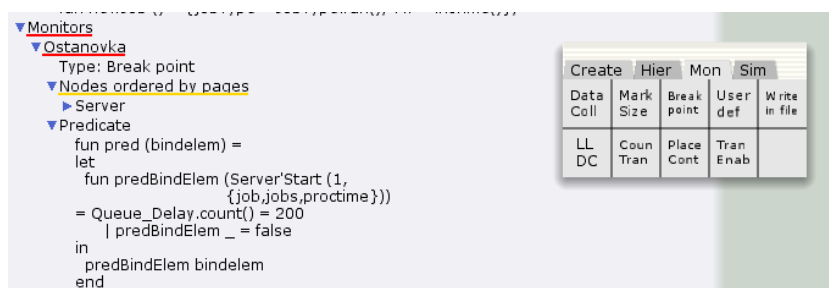 Monitors
Ostanovka
Type: Break point
Nodes ordered by pages
Server
Predicate
fun pred (bindelem) =
let
fun predBindElem (Server'Start (1,
{job,jobs,proctime}))
= Queue_Delay.count() = 200
| predBindElem _ = false
in
predBindElem bindelem
end
Create Hier Mon Sim
Data Coll
Mark Size
Break point
User def
Write in file
LL DC
Coun Tran
Place Cont
Tran Enab